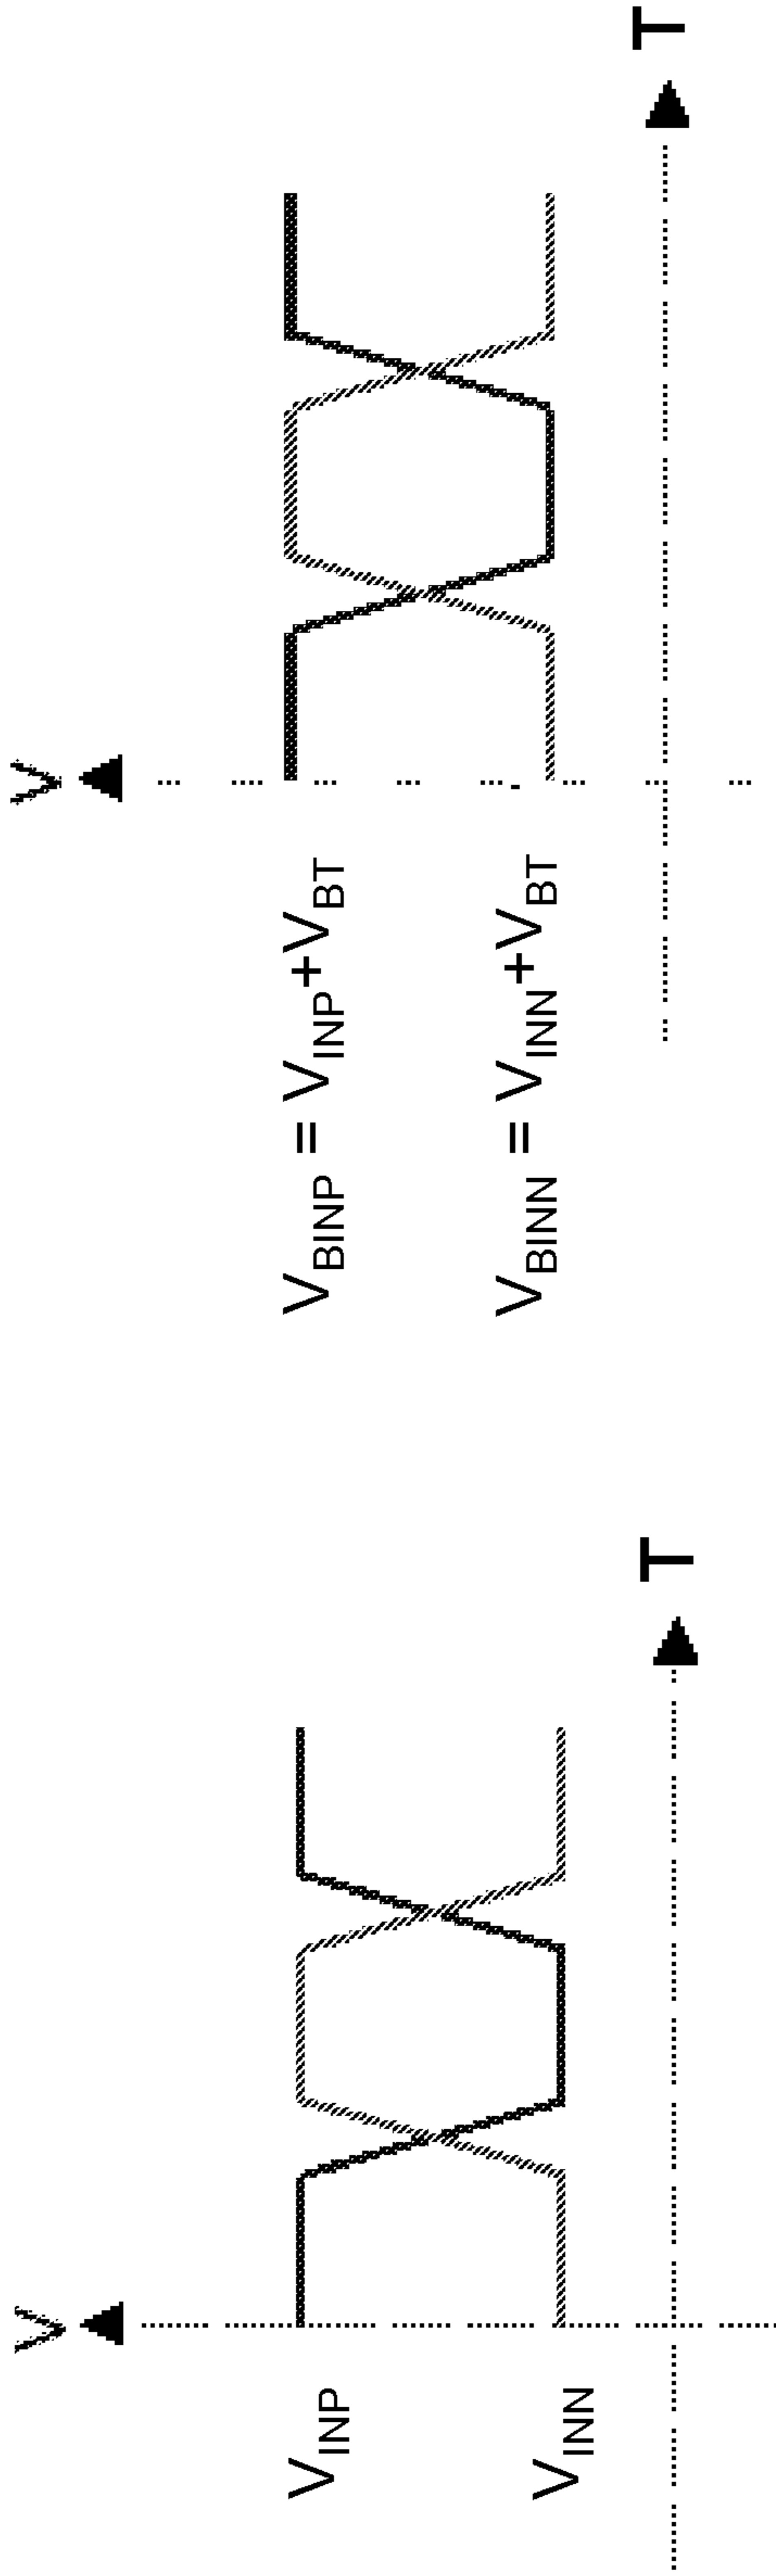 V
V_INP
V_INN
T
V
V_BINP = V_INP+V_BT
V_BINN = V_INN+V_BT
T